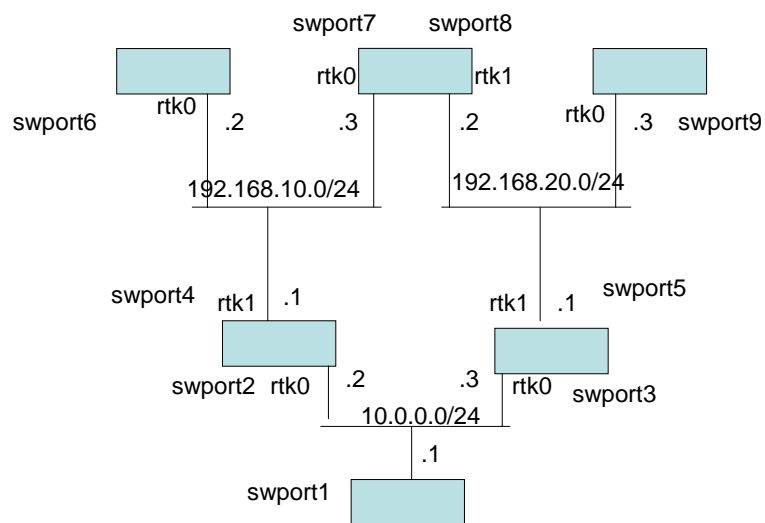 swport7 swport8
rtk0 rtk1
rtk0 rtk0
swport6 .2 .3 .2 .3 swport9
192.168.10.0/24 192.168.20.0/24
swport4 rtk1 .1 rtk1 .1 swport5
swport2 rtk0 .2 .3 rtk0 swport3
10.0.0.0/24
.1
swport1